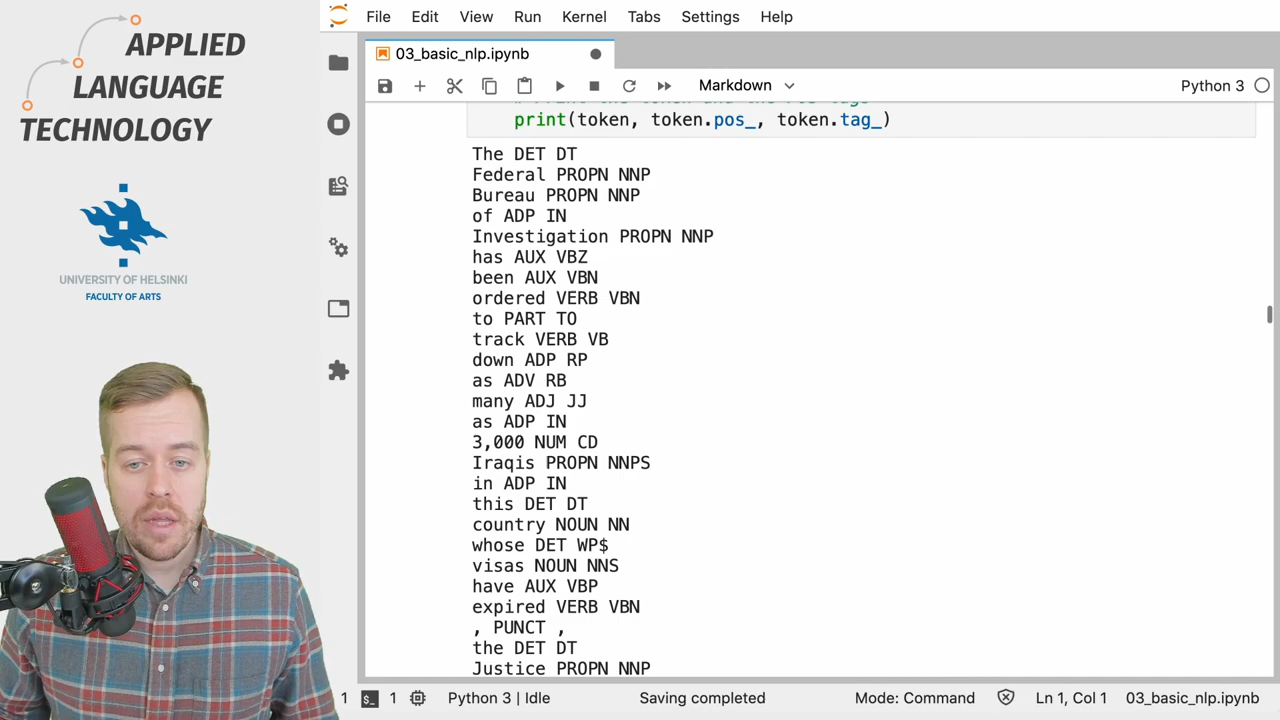 APPLIED
LANGUAGE
TECHNOLOGY
UNIVERSITY OF HELSINKI
FACULTY OF ARTS
File Edit View Run Kernel Tabs Settings Help
03_basic_nlp.ipynb
Markdown
Python 3
print(token, token.pos_, token.tag_)
The DET DT
Federal PROPN NNP
Bureau PROPN NNP
of ADP IN
Investigation PROPN NNP
has AUX VBZ
been AUX VBN
ordered VERB VBN
to PART TO
track VERB VB
down ADP RP
as ADV RB
many ADJ JJ
as ADP IN
3,000 NUM CD
Iraqis PROPN NNPS
in ADP IN
this DET DT
country NOUN NN
whose DET WP$
visas NOUN NNS
have AUX VBP
expired VERB VBN
, PUNCT ,
the DET DT
Justice PROPN NNP
1 $_ 1 Python 3 | Idle Saving completed Mode: Command Ln 1, Col 1 03_basic_nlp.ipynb